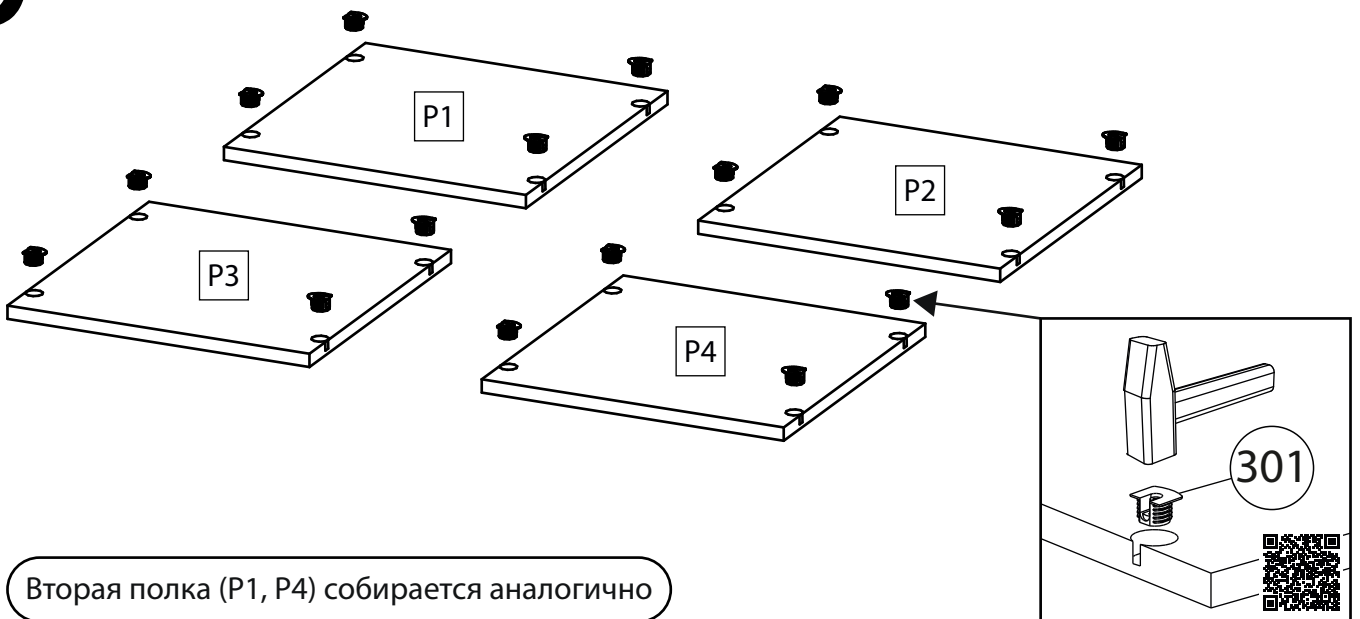 P1
P2
P3
P4
301
Вторая полка (P1, P4) собирается аналогично